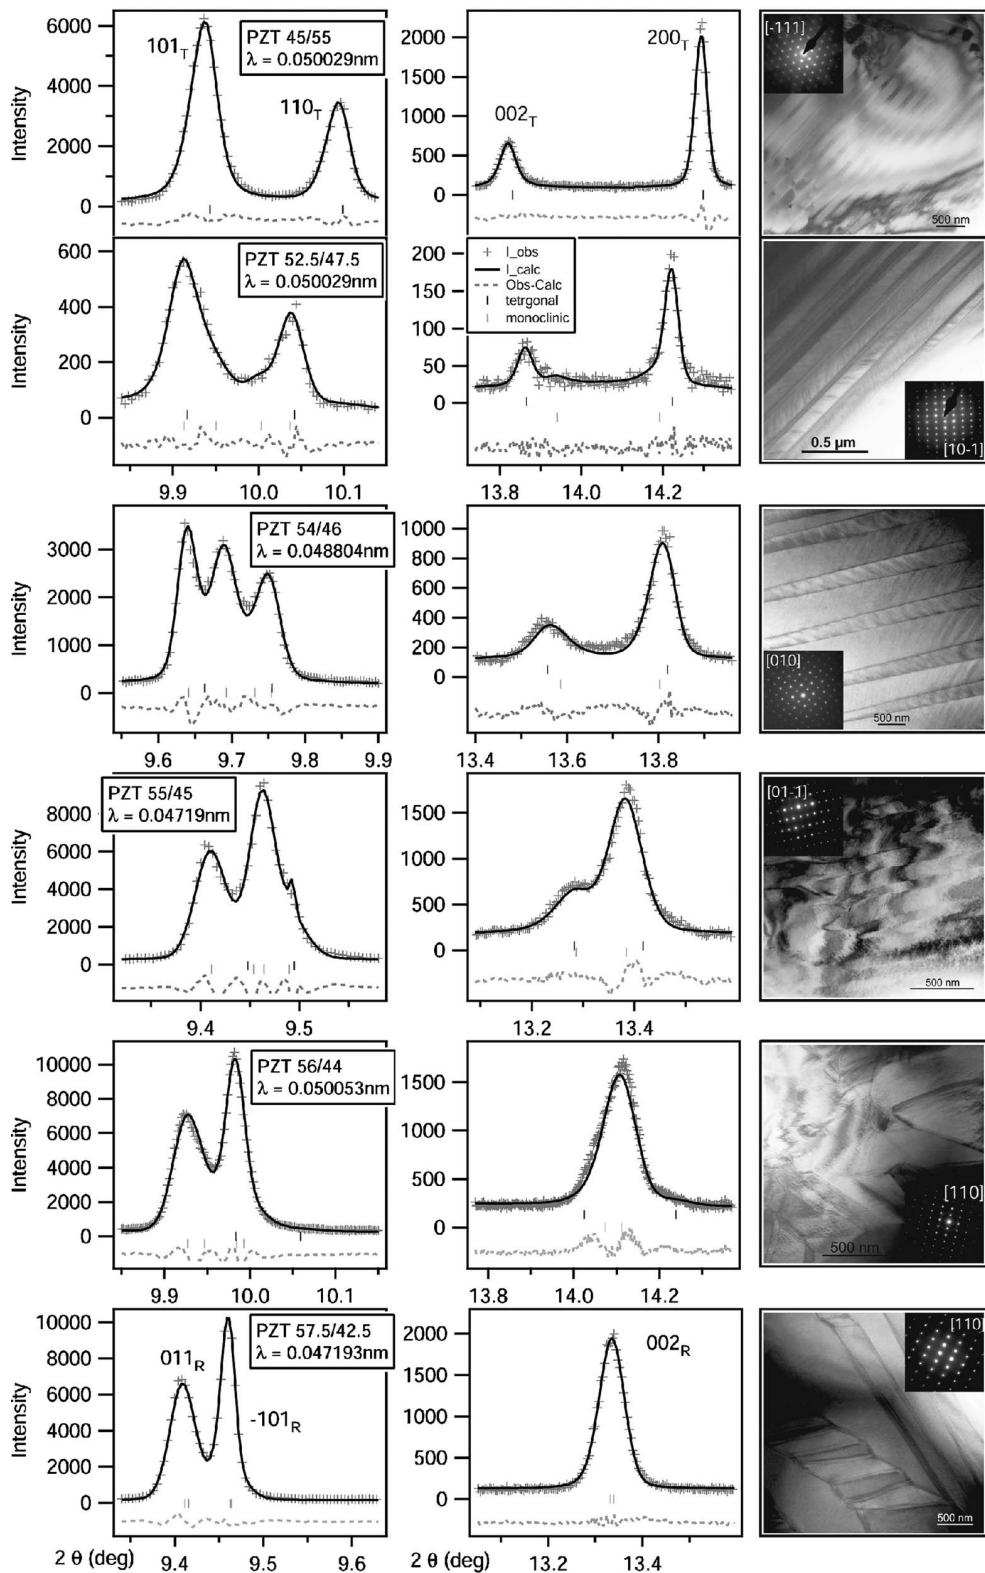 6000
4000
2000
0
Intensity
101T
110T
PZT 45/55
λ = 0.050029nm
2000
1500
1000
500
0
002T
200T
[-111]
500 nm
600
400
200
0
Intensity
PZT 52.5/47.5
λ = 0.050029nm
9.9 10.0 10.1
200
150
100
50
0
I_obs
I_calc
Obs-Calc
tetrgonal
monoclinic
13.8 14.0 14.2
0.5 µm
[10-1]
3000
2000
1000
0
Intensity
PZT 54/46
λ = 0.048804nm
9.6 9.7 9.8 9.9
1000
800
600
400
200
0
13.4 13.6 13.8
[010]
500 nm
8000
6000
4000
2000
0
Intensity
PZT 55/45
λ = 0.04719nm
9.4 9.5
1500
1000
500
0
13.2 13.4
[01-1]
500 nm
10000
8000
6000
4000
2000
0
Intensity
PZT 56/44
λ = 0.050053nm
9.9 10.0 10.1
1500
1000
500
0
13.8 14.0 14.2
[110]
500 nm
10000
8000
6000
4000
2000
0
Intensity
011R
-101R
PZT 57.5/42.5
λ = 0.047193nm
2 θ (deg)
9.4 9.5 9.6
2000
1500
1000
500
0
002R
2 θ (deg)
13.2 13.4
[110]
500 nm